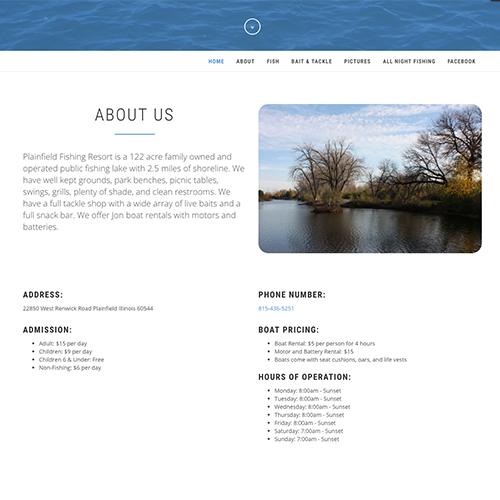 HOME ABOUT FISH BAIT & TACKLE PICTURES ALL NIGHT FISHING FACEBOOK
ABOUT US
Plainfield Fishing Resort is a 122 acre family owned and
operated public fishing lake with 2.5 miles of shoreline. We
have well kept grounds, park benches, picnic tables,
swings, grills, plenty of shade, and clean restrooms. We
have a full tackle shop with a wide array of live baits and a
full snack bar. We offer Jon boat rentals with motors and
batteries.
ADDRESS:
22850 West Renwick Road Plainfield Illinois 60544
ADMISSION:
Adult: $15 per day
Children: $9 per day
Children 6 & Under: Free
Non-Fishing: $6 per day
PHONE NUMBER:
815-436-5251
BOAT PRICING:
Boat Rental: $5 per person for 4 hours
Motor and Battery Rental: $15
Boats come with seat cushions, oars, and life vests
HOURS OF OPERATION:
Monday: 8:00am - Sunset
Tuesday: 8:00am - Sunset
Wednesday: 8:00am - Sunset
Thursday: 8:00am - Sunset
Friday: 8:00am - Sunset
Saturday: 7:00am - Sunset
Sunday: 7:00am - Sunset